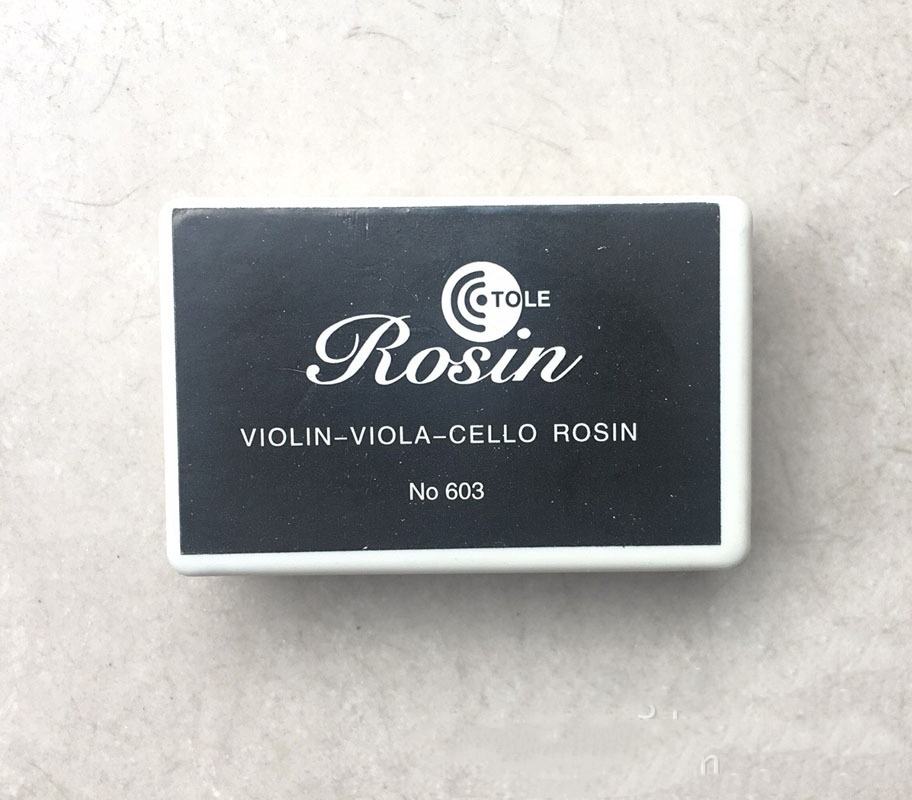 TOLE
Rosin
VIOLIN–VIOLA–CELLO ROSIN
No 603